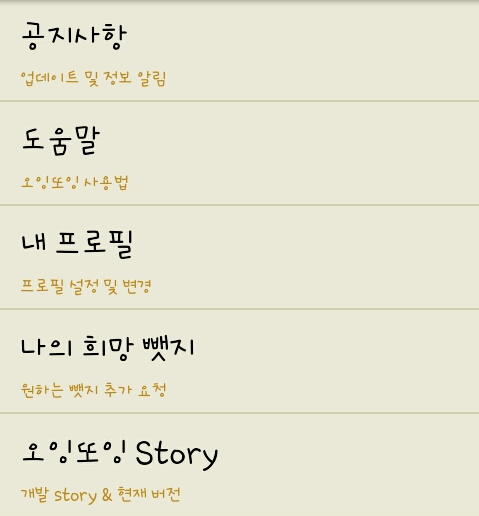 공지사항
업데이트 및 정보 알림
도움말
오잉또잉 사용법
내 프로필
프로필 설정 및 변경
나의 희망 뺏지
원하는 뺏지 추가 요청
오잉또잉 Story
개발 story & 현재 버전